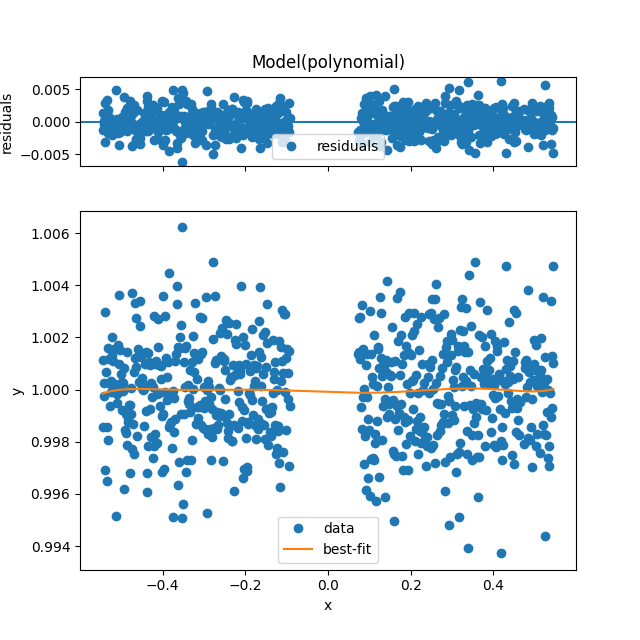 Model(polynomial)
0.005
0.000
−0.005
residuals
residuals
1.006
1.004
1.002
1.000
0.998
0.996
0.994
y
data
best-fit
−0.4
−0.2
0.0
0.2
0.4
x